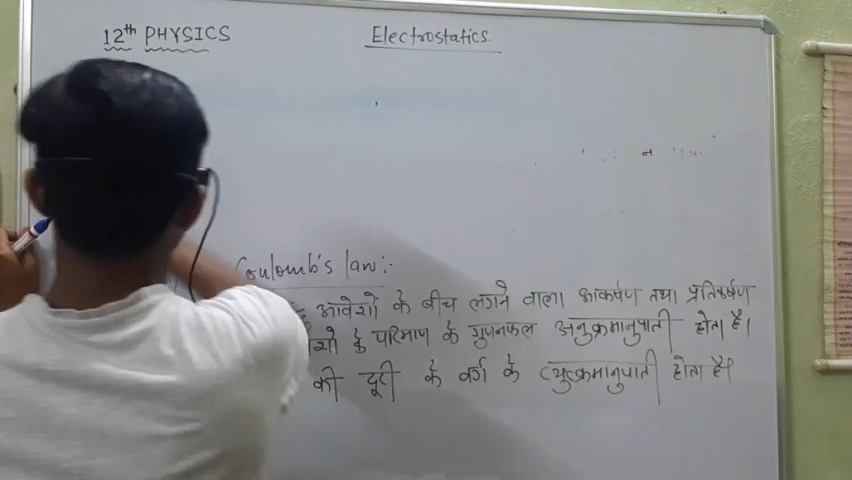 12th PHYSICS
Electrostatics.
Coulomb's law:-
आवेशों के बीच लगने वाला आकर्षण तथा प्रतिकर्षण
के परिमाण के गुणनफल अनुक्रमानुपाती होता है।
की दूरी के वर्ग के व्युत्क्रमानुपाती होता है।